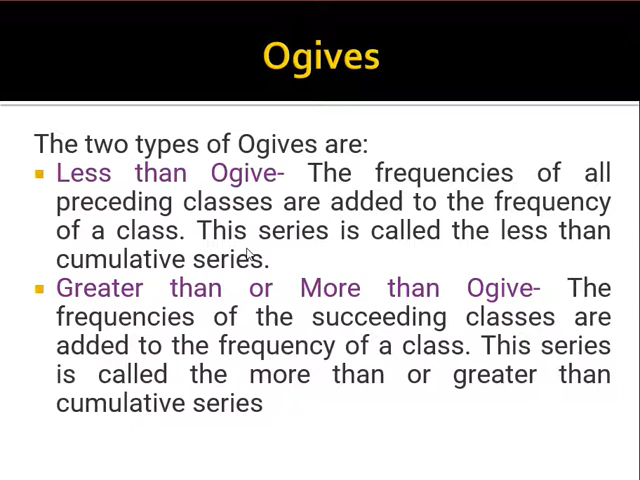 Ogives
The two types of Ogives are:
Less than Ogive- The frequencies of all
preceding classes are added to the frequency
of a class. This series is called the less than
cumulative series.
Greater than or More than Ogive- The
frequencies of the succeeding classes are
added to the frequency of a class. This series
is called the more than or greater than
cumulative series